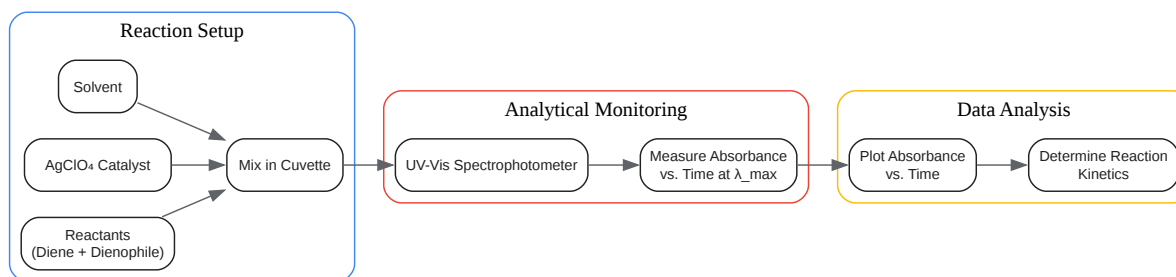 Reaction Setup
Solvent
AgClO₄ Catalyst
Reactants
(Diene + Dienophile)
Mix in Cuvette
Analytical Monitoring
UV-Vis Spectrophotometer
Measure Absorbance
vs. Time at λ_max
Data Analysis
Plot Absorbance
vs. Time
Determine Reaction
Kinetics